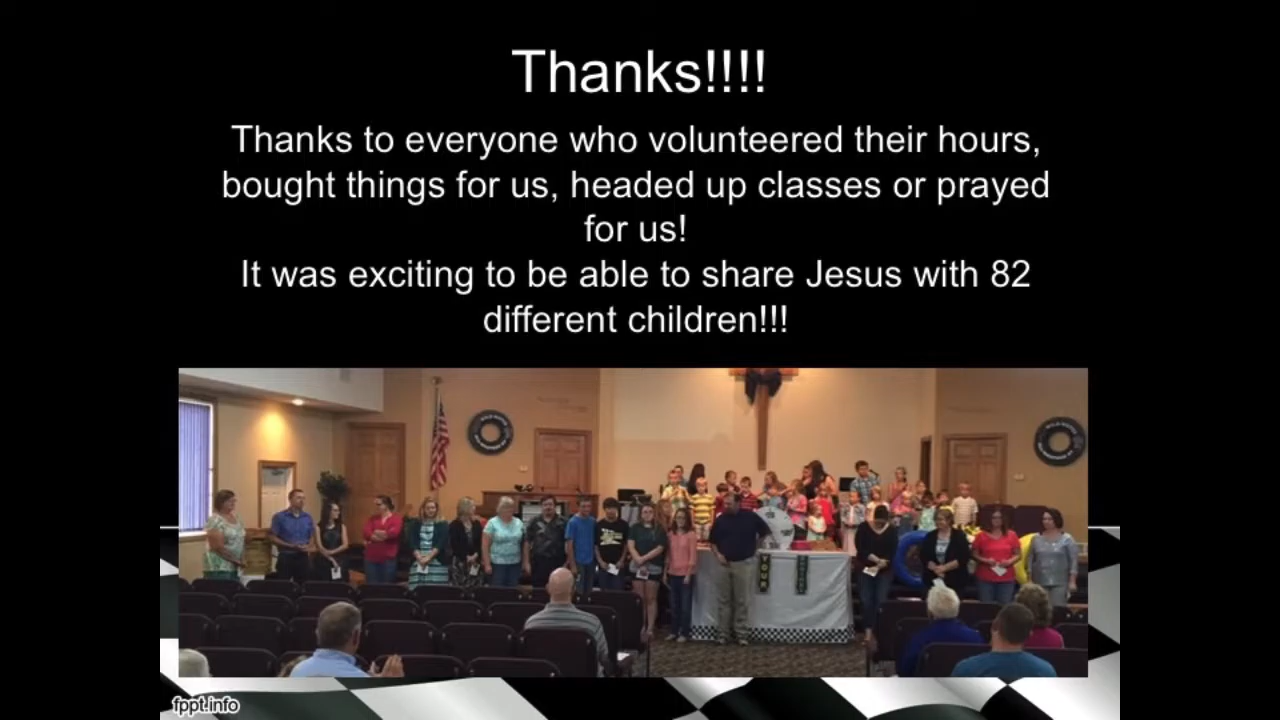 Thanks!!!!
Thanks to everyone who volunteered their hours,
bought things for us, headed up classes or prayed
for us!
It was exciting to be able to share Jesus with 82
different children!!!
YOUR
fppt.info